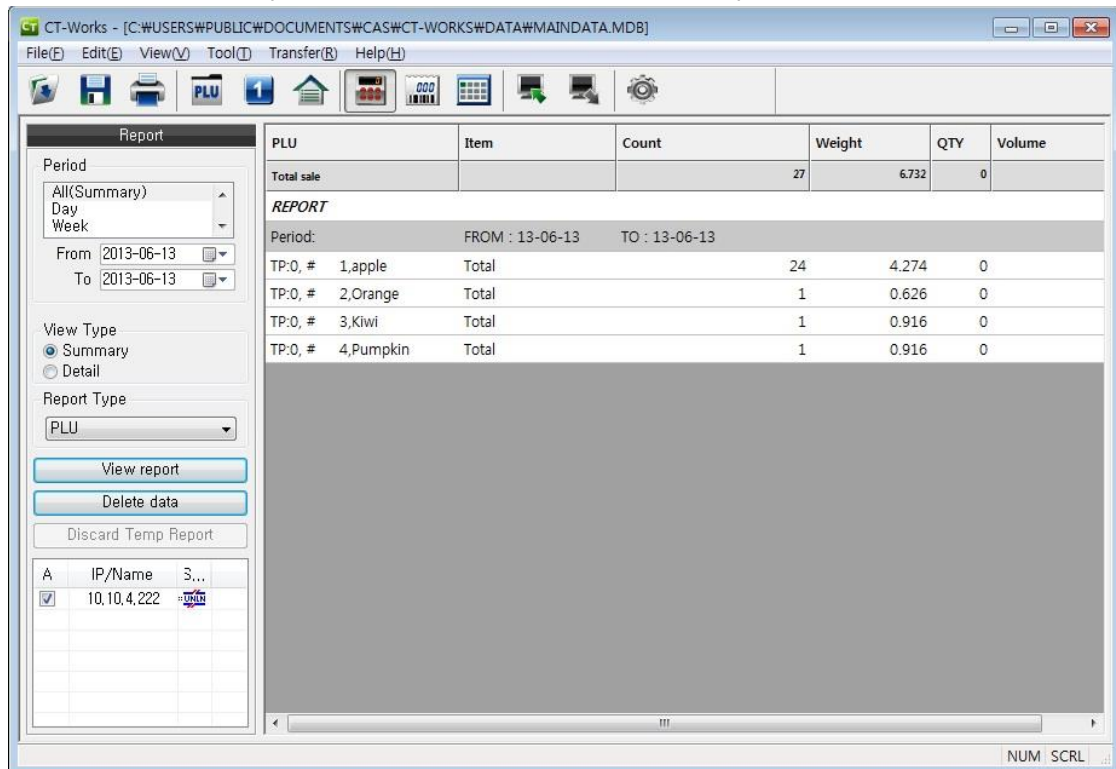 CT-Works - [C:₩USERS₩PUBLIC₩DOCUMENTS₩CAS₩CT-WORKS₩DATA₩MAINDATA.MDB]
File(F) Edit(E) View(V) Tool(T) Transfer(R) Help(H)
PLU 1 000
Report
Period
All(Summary)
Day
Week
From 2013-06-13
To 2013-06-13
View Type
Summary
Detail
Report Type
PLU
View report
Delete data
Discard Temp Report
A IP/Name S...
10.10.4.222 UNLN
PLU Item Count Weight QTY Volume
Total sale 27 6.732 0
REPORT
Period: FROM : 13-06-13 TO : 13-06-13
TP:0, # 1,apple Total 24 4.274 0
TP:0, # 2,Orange Total 1 0.626 0
TP:0, # 3,Kiwi Total 1 0.916 0
TP:0, # 4,Pumpkin Total 1 0.916 0
NUM SCRL